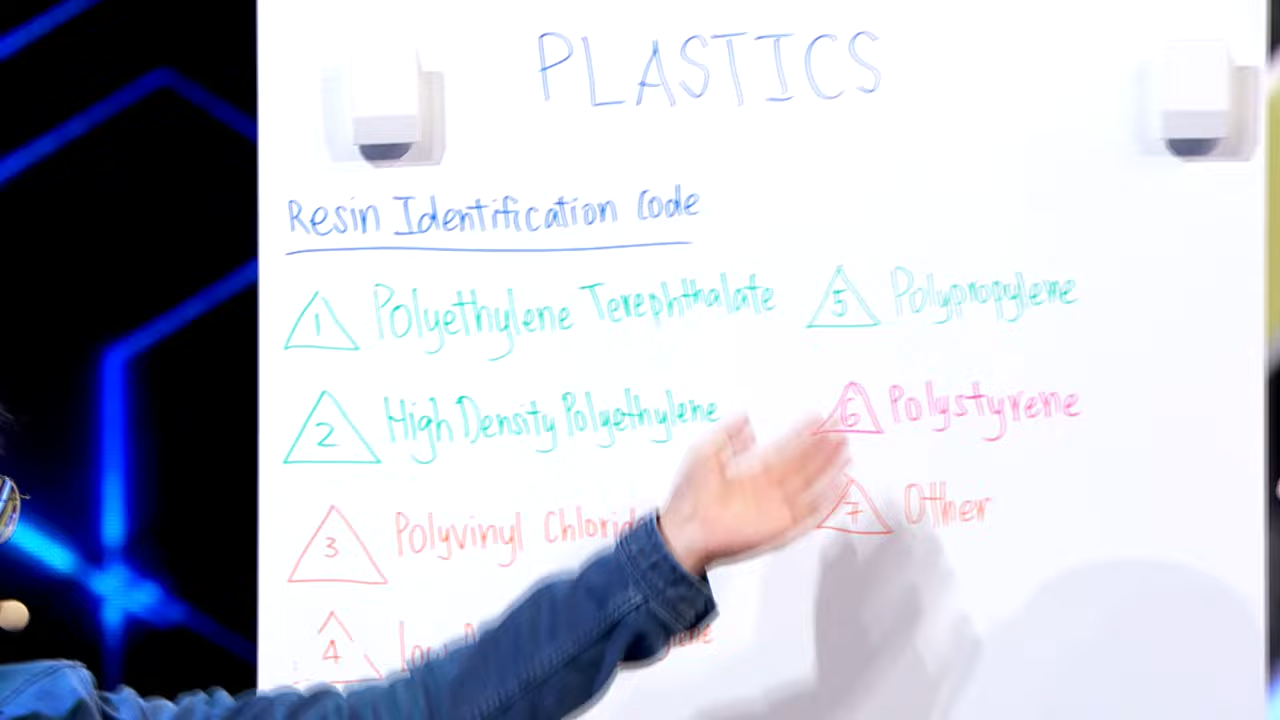 PLASTICS
Resin Identification Code
1 Polyethylene Terephthalate
2 High Density Polyethylene
3 Polyvinyl
4 Low
5 Polypropylene
6 Polystyrene
7 Other